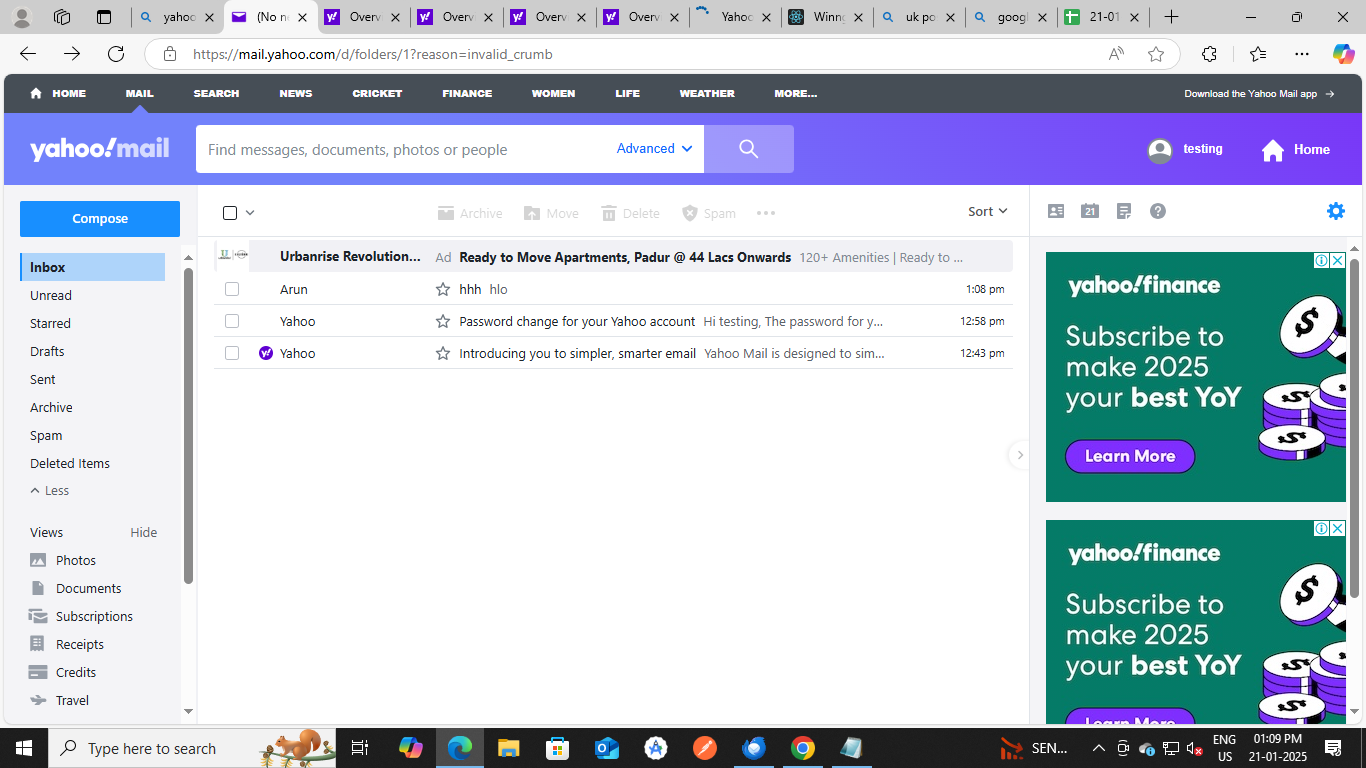 yahoo
(No ne
Overv
Overv
Overv
Overv
Yahoo
Winng
uk po
googl
21-01
https://mail.yahoo.com/d/folders/1?reason=invalid_crumb
HOME MAIL SEARCH NEWS CRICKET FINANCE WOMEN LIFE WEATHER MORE... Download the Yahoo Mail app →
yahoo!mail
Find messages, documents, photos or people Advanced
testing
Home
Compose
Inbox
Unread
Starred
Drafts
Sent
Archive
Spam
Deleted Items
Less
Views Hide
Photos
Documents
Subscriptions
Receipts
Credits
Travel
Archive Move Delete Spam ••• Sort
21
Urbanrise Revolution... Ad Ready to Move Apartments, Padur @ 44 Lacs Onwards 120+ Amenities | Ready to ...
Arun hhh hlo 1:08 pm
Yahoo Password change for your Yahoo account Hi testing, The password for y... 12:58 pm
Yahoo Introducing you to simpler, smarter email Yahoo Mail is designed to sim... 12:43 pm
yahoo!finance
Subscribe to
make 2025
your best YoY
Learn More
yahoo!finance
Subscribe to
make 2025
your best YoY
Learn More
Type here to search
SEN...
ENG
US
01:09 PM
21-01-2025